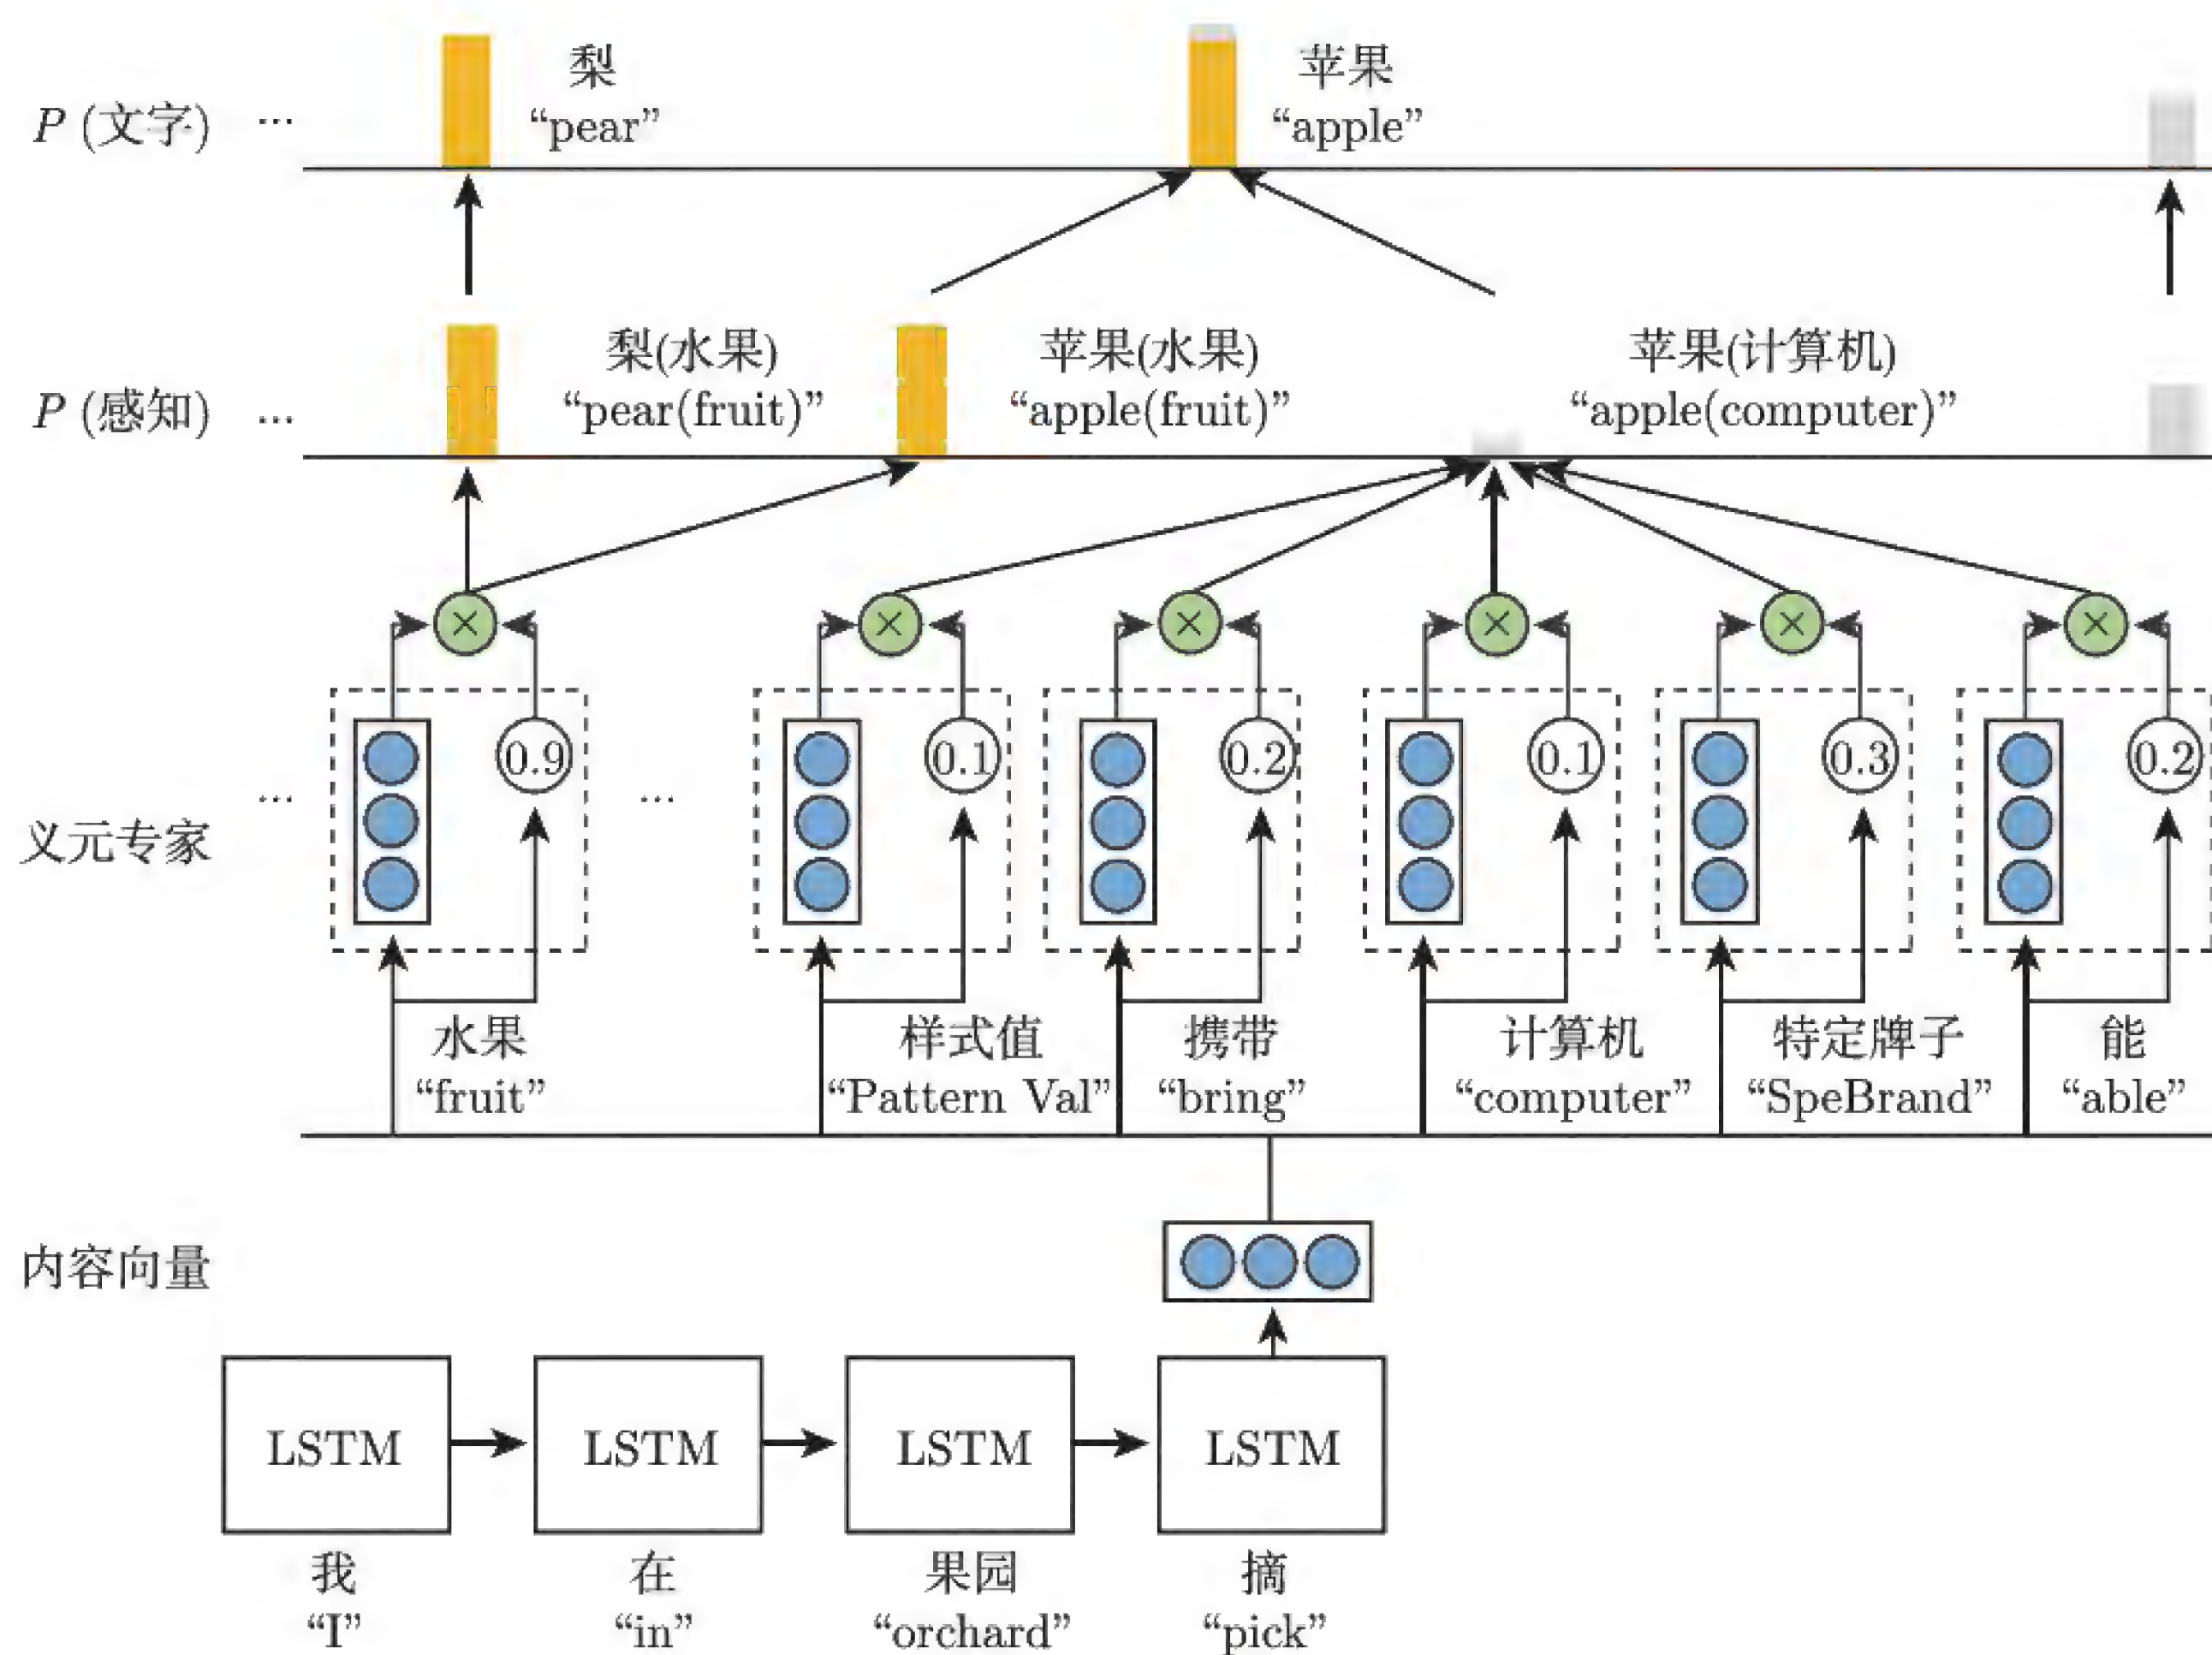 梨
“pear”
苹果
“apple”
P (文字) ...
梨(水果)
“pear(fruit)”
苹果(水果)
“apple(fruit)”
苹果(计算机)
“apple(computer)”
P (感知) ...
× × × × × ×
0.9 0.1 0.2 0.1 0.3 0.2
... ...
义元专家
水果
“fruit”
样式值
“Pattern Val”
携带
“bring”
计算机
“computer”
特定牌子
“SpeBrand”
能
“able”
内容向量
LSTM LSTM LSTM LSTM
我
“I”
在
“in”
果园
“orchard”
摘
“pick”